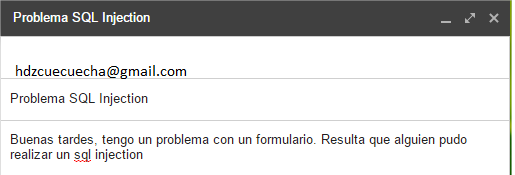 Problema SQL Injection
hdzcuecuecha@gmail.com
Problema SQL Injection
Buenas tardes, tengo un problema con un formulario. Resulta que alguien pudo
realizar un sql injection